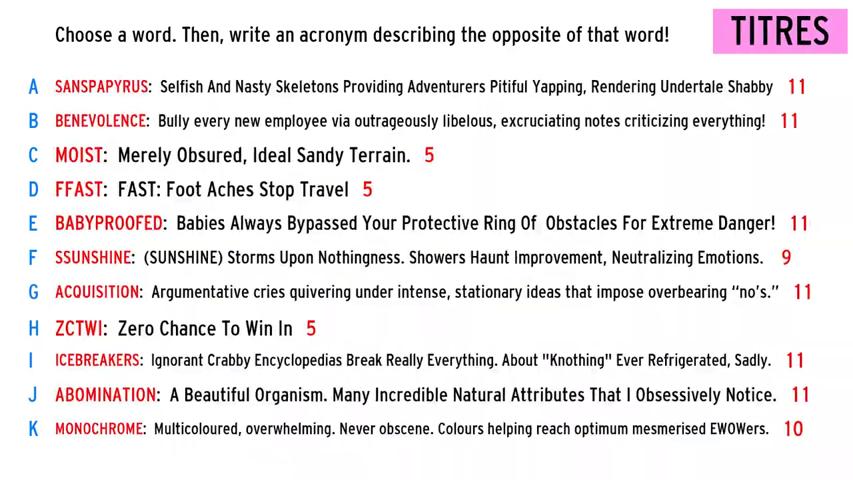 Choose a word. Then, write an acronym describing the opposite of that word!
TITRES
A SANSPAPYRUS: Selfish And Nasty Skeletons Providing Adventurers Pitiful Yapping, Rendering Undertale Shabby 11
B BENEVOLENCE: Bully every new employee via outrageously libelous, excruciating notes criticizing everything! 11
C MOIST: Merely Obsured, Ideal Sandy Terrain. 5
D FFAST: FAST: Foot Aches Stop Travel 5
E BABYPROOFED: Babies Always Bypassed Your Protective Ring Of Obstacles For Extreme Danger! 11
F SSUNSHINE: (SUNSHINE) Storms Upon Nothingness. Showers Haunt Improvement, Neutralizing Emotions. 9
G ACQUISITION: Argumentative cries quivering under intense, stationary ideas that impose overbearing “no's.” 11
H ZCTWI: Zero Chance To Win In 5
I ICEBREAKERS: Ignorant Crabby Encyclopedias Break Really Everything. About "Knothing" Ever Refrigerated, Sadly. 11
J ABOMINATION: A Beautiful Organism. Many Incredible Natural Attributes That I Obsessively Notice. 11
K MONOCHROME: Multicoloured, overwhelming. Never obscene. Colours helping reach optimum mesmerised EWOWers. 10